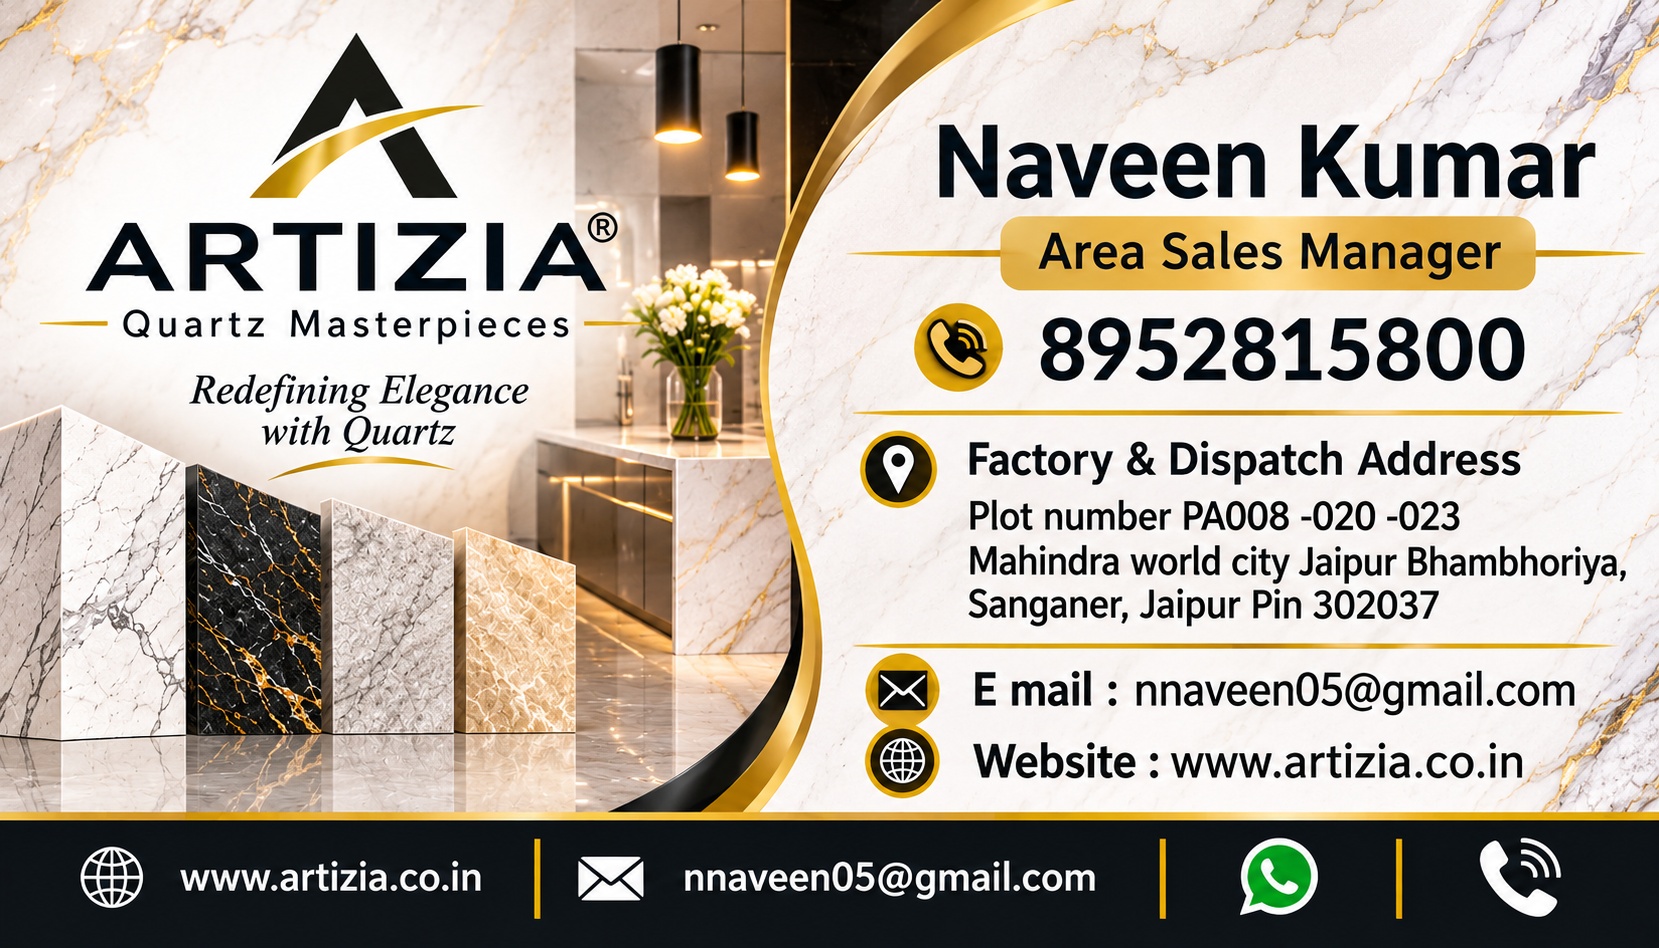 ARTIZIA®
Quartz Masterpieces
Redefining Elegance
with Quartz
Naveen Kumar
Area Sales Manager
8952815800
Factory & Dispatch Address
Plot number PA008 -020 -023
Mahindra world city Jaipur Bhambhoriya,
Sanganer, Jaipur Pin 302037
E mail : nnaveen05@gmail.com
Website : www.artizia.co.in
www.artizia.co.in
nnaveen05@gmail.com